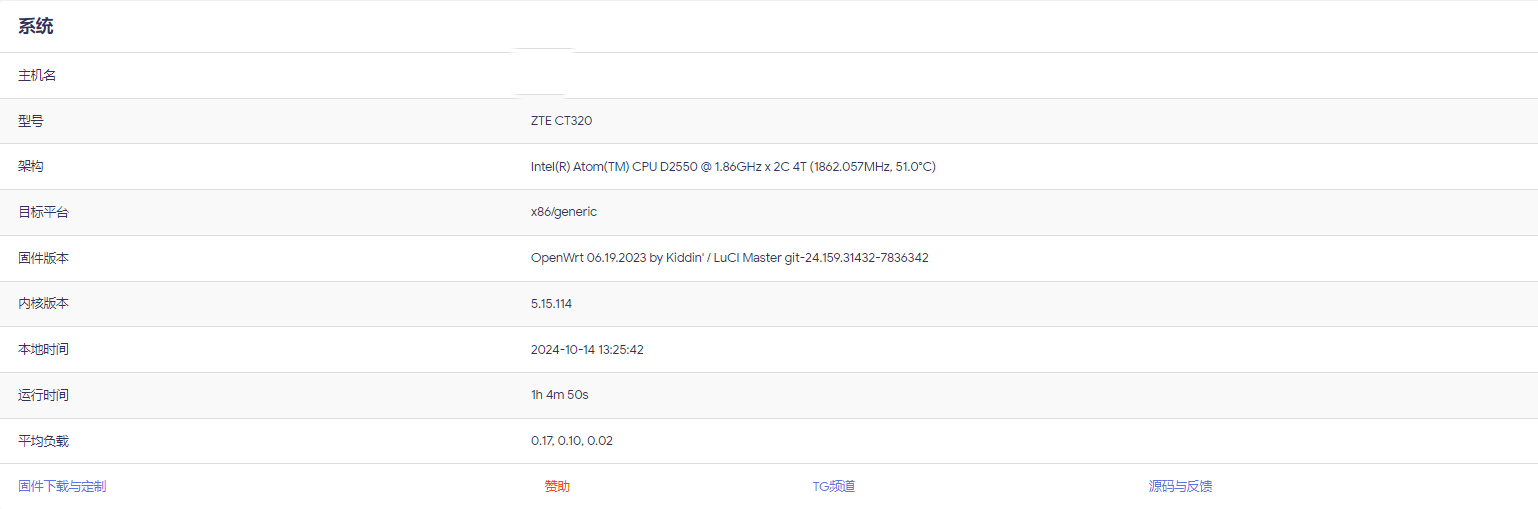 系统
主机名
型号 ZTE CT320
架构 Intel(R) Atom(TM) CPU D2550 @ 1.86GHz x 2C 4T (1862.057MHz, 51.0°C)
目标平台 x86/generic
固件版本 OpenWrt 06.19.2023 by Kiddin' / LuCI Master git-24.159.31432-7836342
内核版本 5.15.114
本地时间 2024-10-14 13:25:42
运行时间 1h 4m 50s
平均负载 0.17, 0.10, 0.02
固件下载与定制 赞助 TG频道 源码与反馈